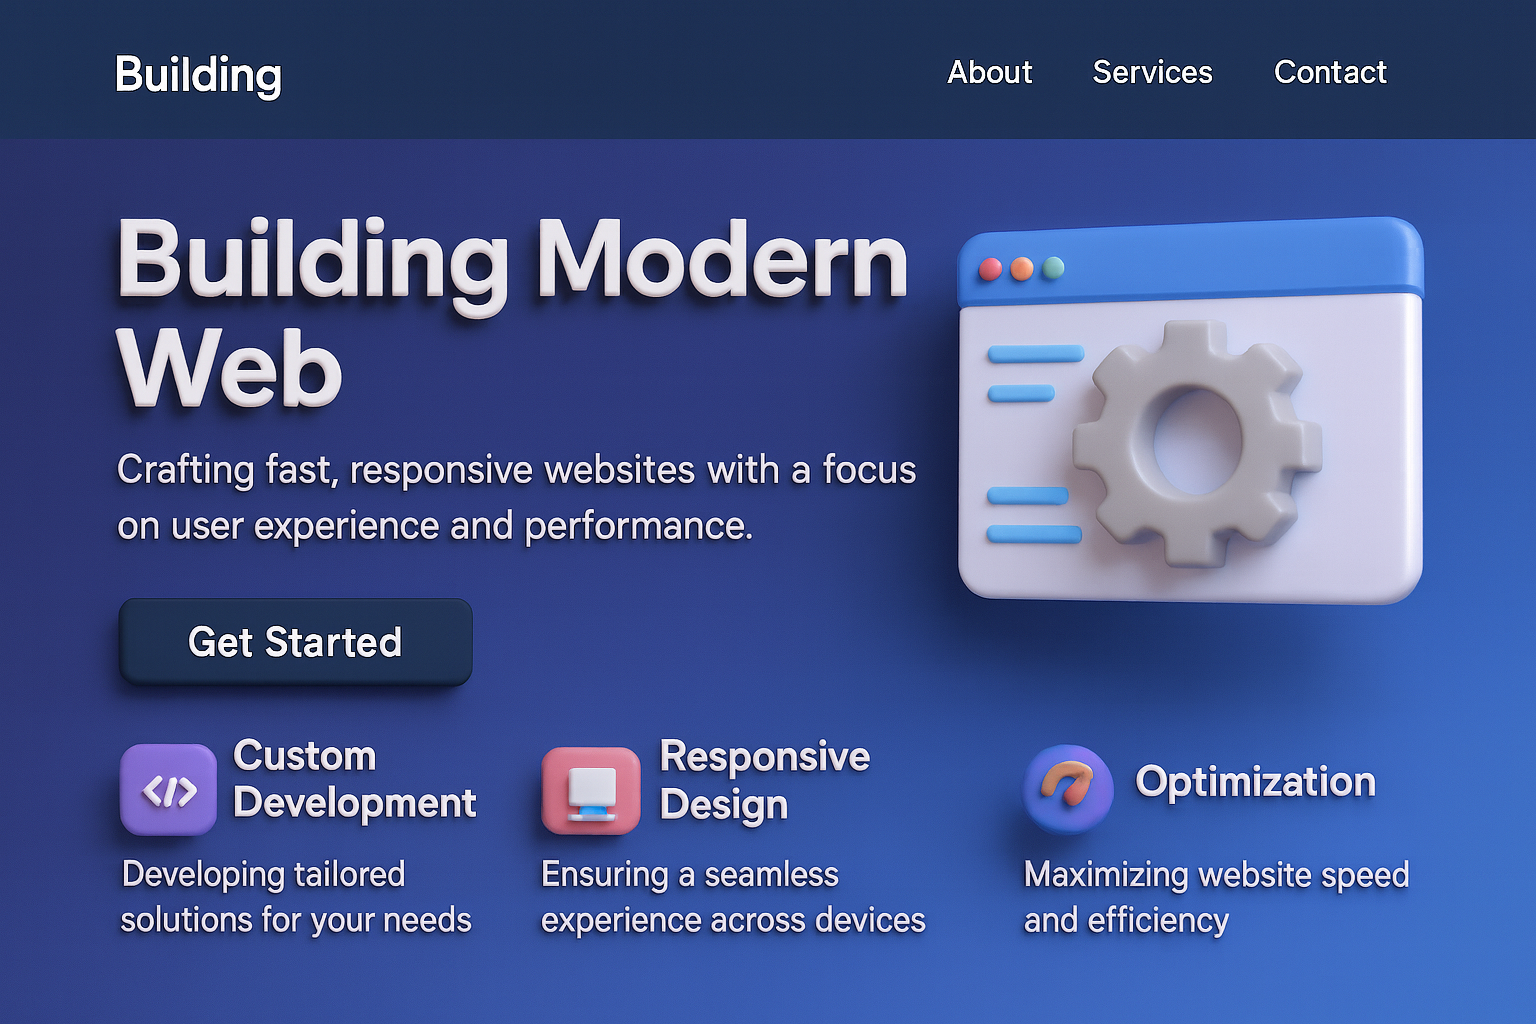 Building
About Services Contact
Building Modern
Web
Crafting fast, responsive websites with a focus
on user experience and performance.
Get Started
</>
Custom
Development
Developing tailored
solutions for your needs
Responsive
Design
Ensuring a seamless
experience across devices
Optimization
Maximizing website speed
and efficiency